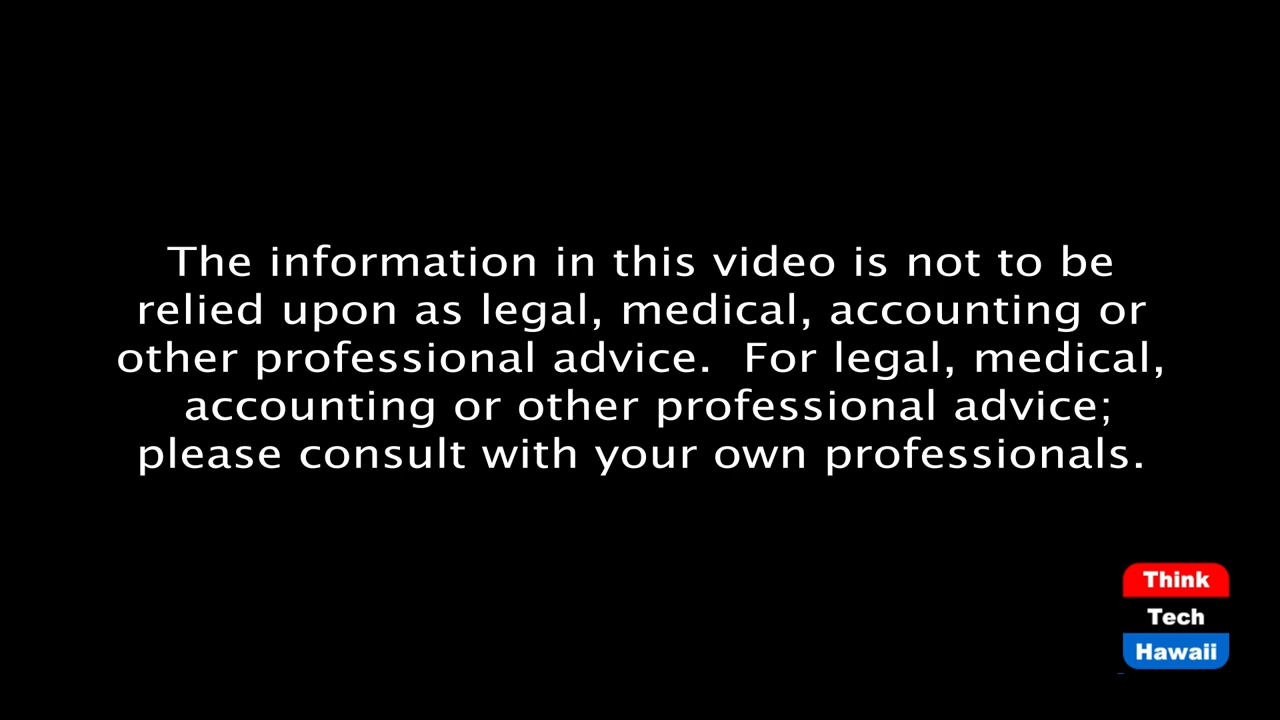 The information in this video is not to be
relied upon as legal, medical, accounting or
other professional advice.  For legal, medical,
accounting or other professional advice;
please consult with your own professionals.
Think
Tech
Hawaii